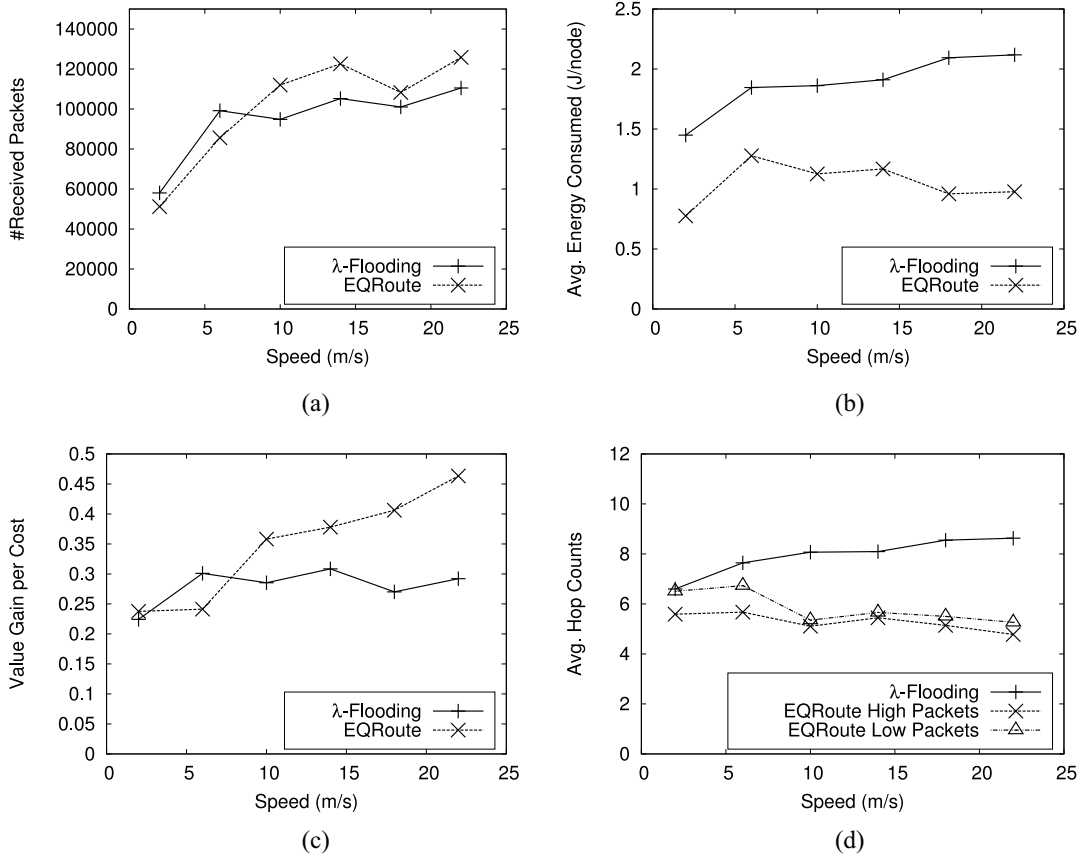 140000
120000
100000
80000
60000
40000
20000
0
#Received Packets
λ-Flooding
EQRoute
0 5 10 15 20 25
Speed (m/s)
(a)
2.5
2
1.5
1
0.5
0
Avg. Energy Consumed (J/node)
λ-Flooding
EQRoute
0 5 10 15 20 25
Speed (m/s)
(b)
0.5
0.45
0.4
0.35
0.3
0.25
0.2
0.15
0.1
0.05
0
Value Gain per Cost
λ-Flooding
EQRoute
0 5 10 15 20 25
Speed (m/s)
(c)
12
10
8
6
4
2
0
Avg. Hop Counts
λ-Flooding
EQRoute High Packets
EQRoute Low Packets
0 5 10 15 20 25
Speed (m/s)
(d)